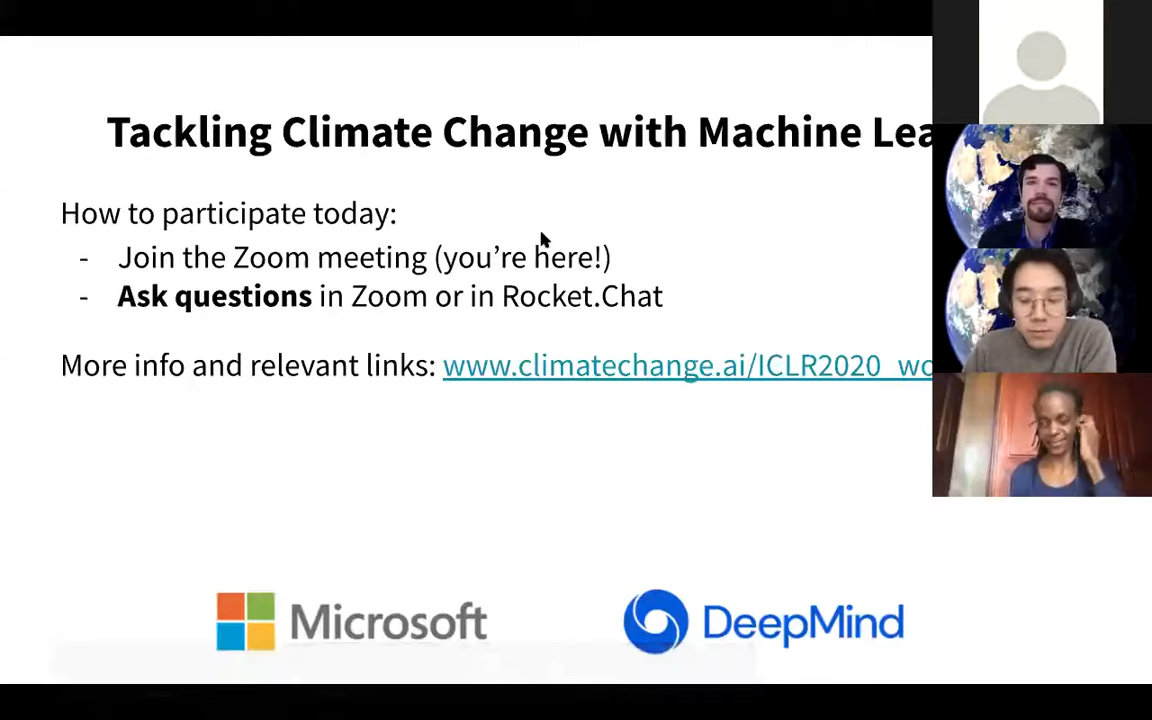 Tackling Climate Change with Machine Lea
How to participate today:
- Join the Zoom meeting (you're here!)
- Ask questions in Zoom or in Rocket.Chat
More info and relevant links: www.climatechange.ai/ICLR2020_wo
Microsoft
DeepMind